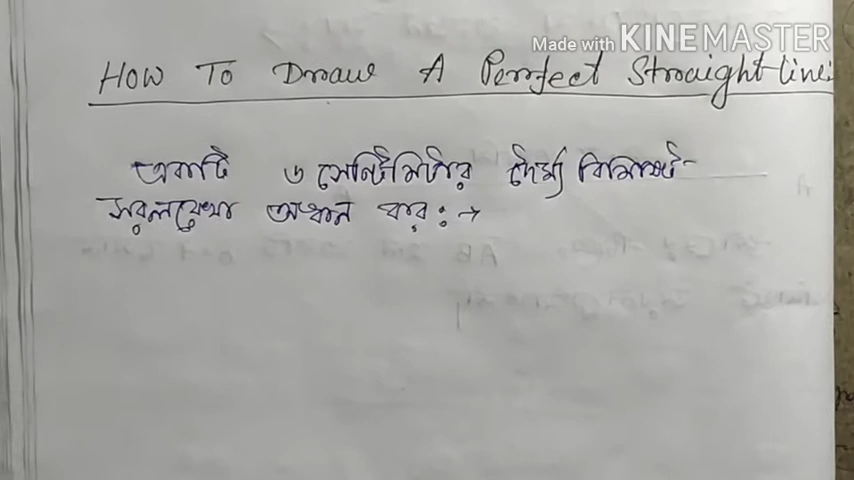 Made with KINEMASTER
How To Draw A Perfect Straight line:
একটি ৬ সেন্টিমিটার দৈর্ঘ্য বিশিষ্ট
সরলরেখা অঙ্কন কর :→